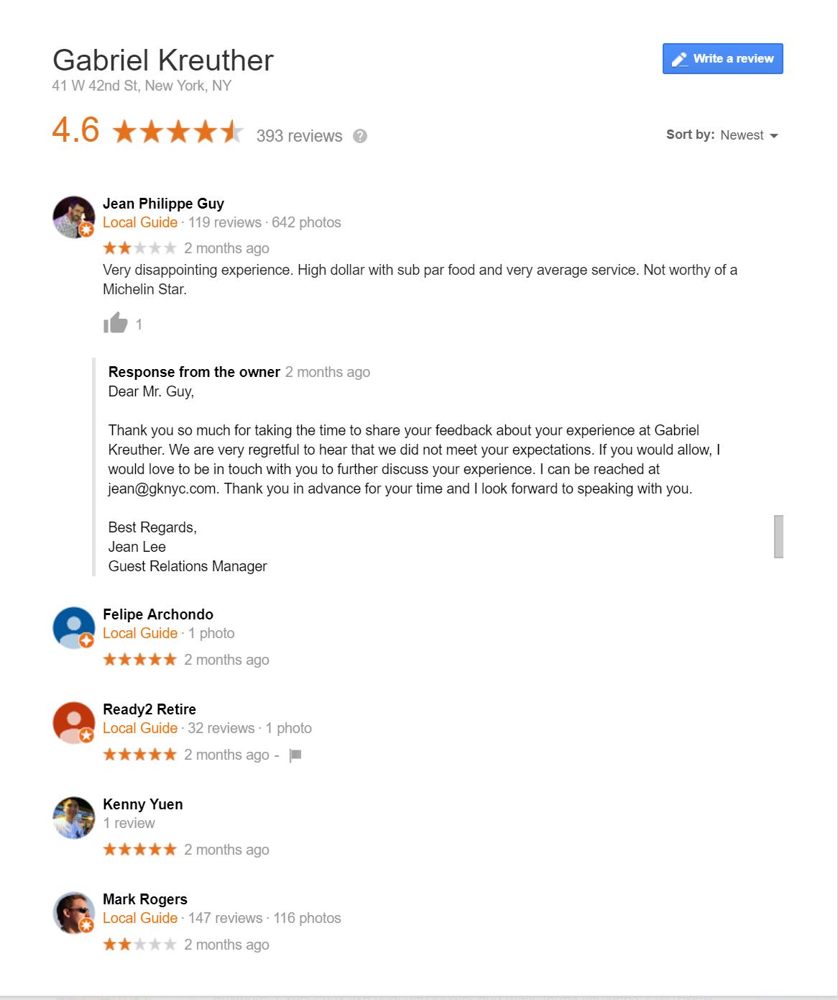 Gabriel Kreuther
Write a review
41 W 42nd St, New York, NY
4.6
393 reviews ?
Sort by: Newest
Jean Philippe Guy
Local Guide · 119 reviews · 642 photos
2 months ago
Very disappointing experience. High dollar with sub par food and very average service. Not worthy of a
Michelin Star.
1
Response from the owner 2 months ago
Dear Mr. Guy,
Thank you so much for taking the time to share your feedback about your experience at Gabriel
Kreuther. We are very regretful to hear that we did not meet your expectations. If you would allow, I
would love to be in touch with you to further discuss your experience. I can be reached at
jean@gknyc.com. Thank you in advance for your time and I look forward to speaking with you.
Best Regards,
Jean Lee
Guest Relations Manager
Felipe Archondo
Local Guide · 1 photo
2 months ago
Ready2 Retire
Local Guide · 32 reviews · 1 photo
2 months ago -
Kenny Yuen
1 review
2 months ago
Mark Rogers
Local Guide · 147 reviews · 116 photos
2 months ago